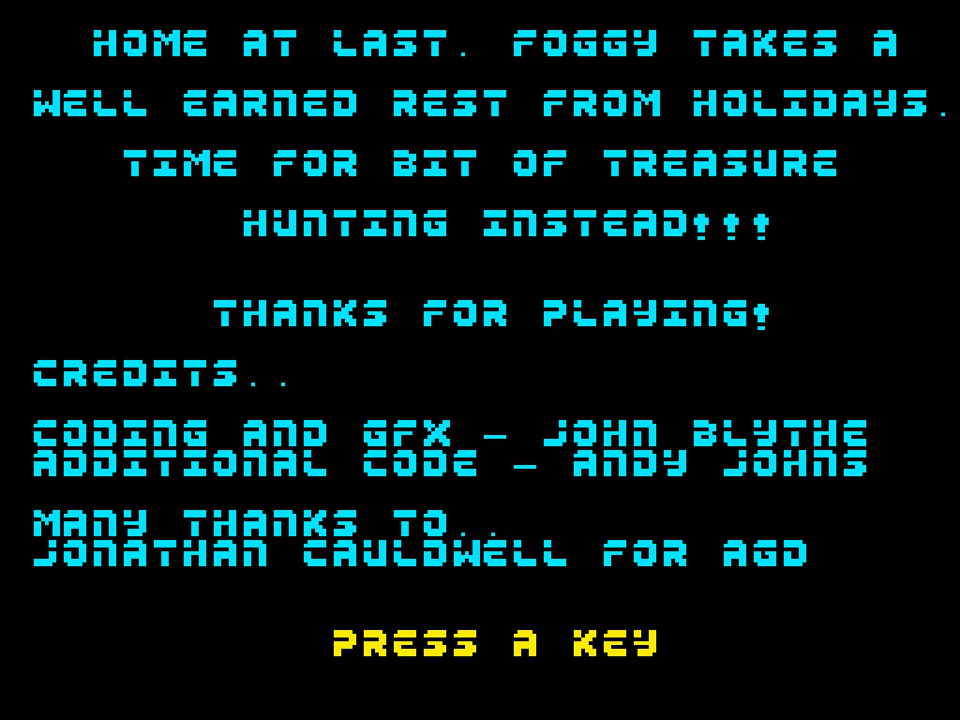 HOME AT LAST. FOGGY TAKES A
WELL EARNED REST FROM HOLIDAYS.
TIME FOR BIT OF TREASURE
HUNTING INSTEAD!!!
THANKS FOR PLAYING!
CREDITS..
CODING AND GFX - JOHN BLYTHE
ADDITIONAL CODE - ANDY JOHNS
MANY THANKS TO..
JONATHAN CAULDWELL FOR AGD
PRESS A KEY